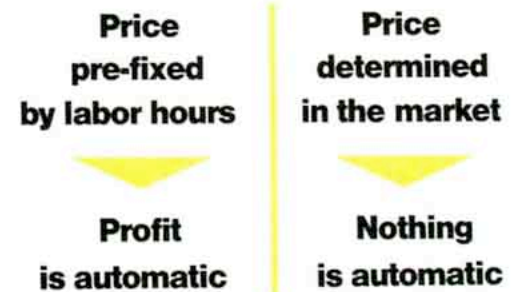 Price
pre-fixed
by labor hours
Profit
is automatic
Price
determined
in the market
Nothing
is automatic